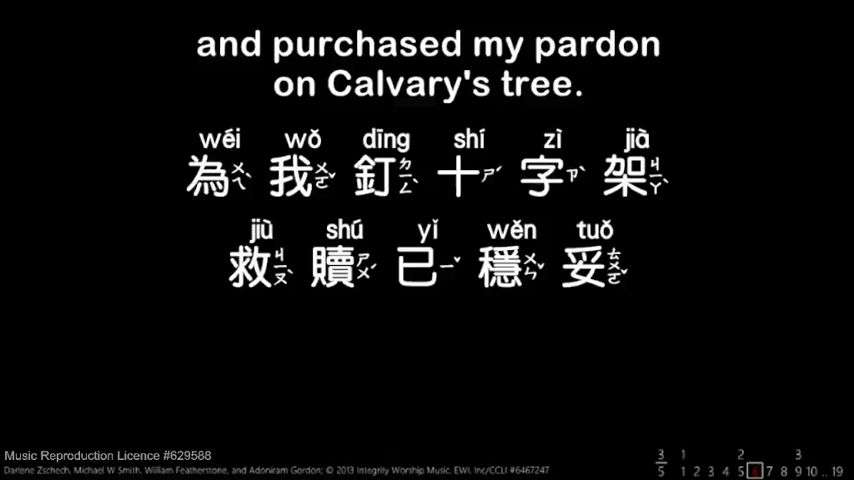 and purchased my pardon
on Calvary's tree.
wéi wǒ dīng shí zì jià
為ㄨㄟˋ 我ㄨㄛˇ 釘ㄉㄧㄥˋ 十ㄕˊ 字ㄗˋ 架ㄐㄧㄚˋ
jiù shú yǐ wěn tuǒ
救ㄐㄧㄡˋ 贖ㄕㄨˊ 已ㄧˇ 穩ㄨㄣˇ 妥ㄊㄨㄛˇ
Music Reproduction Licence #629588
Darlene Zschech, Michael W Smith, William Featherstone, and Adoniram Gordon; © 2013 Integrity Worship Music, EWI, Inc/CCLI #6467247
3 1 2 3
5 1 2 3 4 5 6 7 8 9 10 .. 19